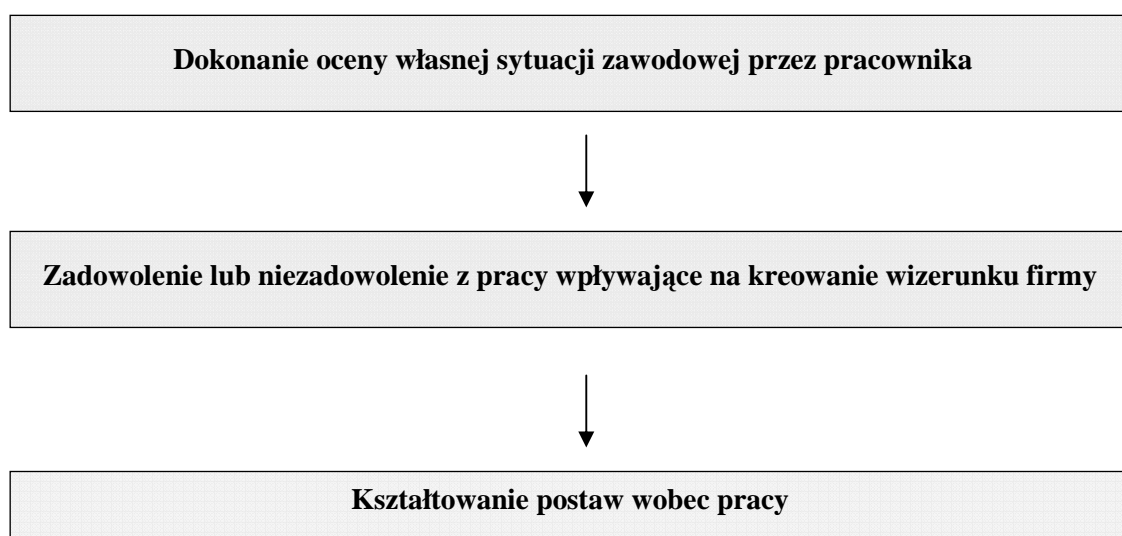 Dokonanie oceny własnej sytuacji zawodowej przez pracownika
Zadowolenie lub niezadowolenie z pracy wpływające na kreowanie wizerunku firmy
Kształtowanie postaw wobec pracy